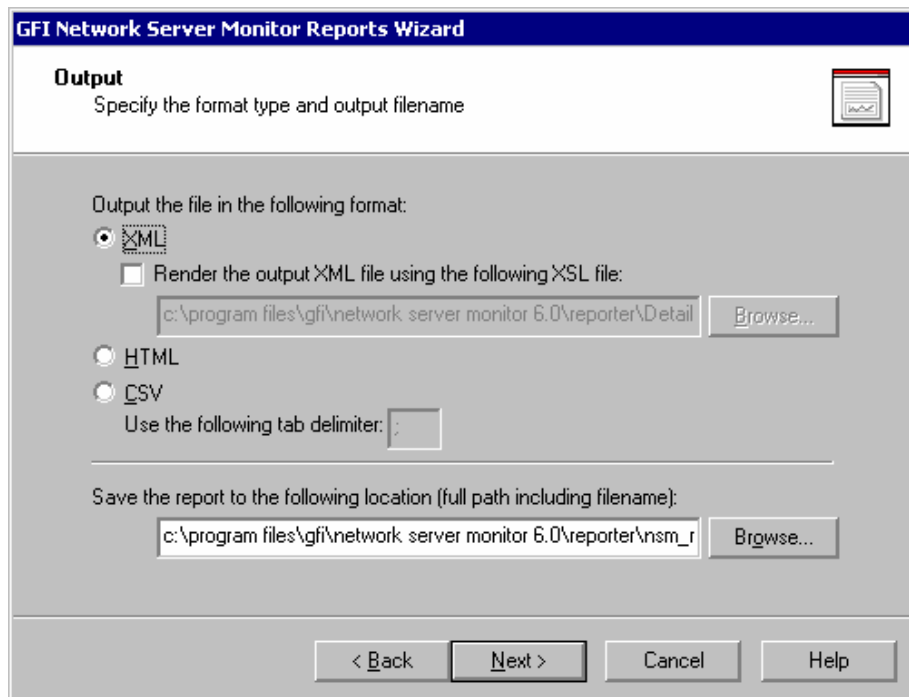 GFI Network Server Monitor Reports Wizard
Output
Specify the format type and output filename
Output the file in the following format:
XML
Render the output XML file using the following XSL file:
c:\program files\gfi\network server monitor 6.0\reporter\Detail
Browse...
HTML
CSV
Use the following tab delimiter: ;
Save the report to the following location (full path including filename):
c:\program files\gfi\network server monitor 6.0\reporter\nsm_r
Browse...
< Back Next > Cancel Help